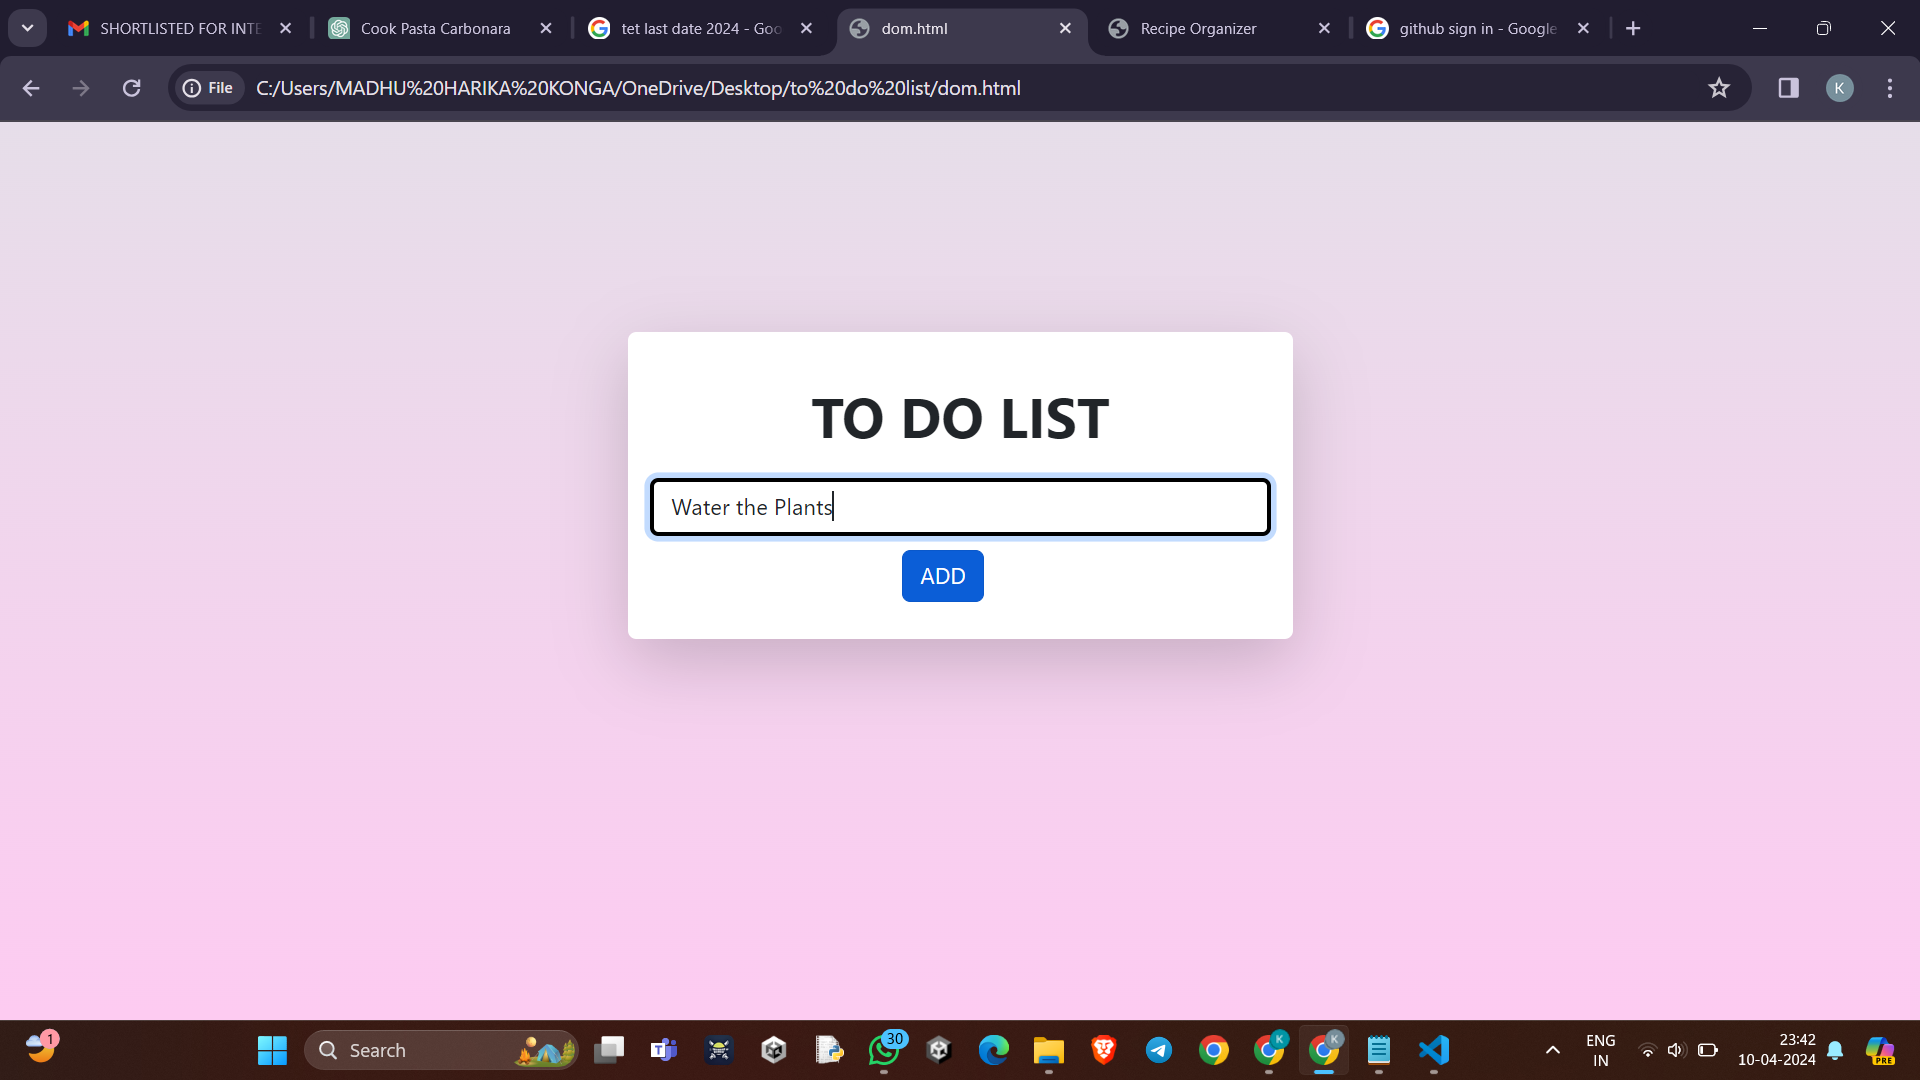 SHORTLISTED FOR INTE
Cook Pasta Carbonara
tet last date 2024 - Goo
dom.html
Recipe Organizer
github sign in - Google
File
C:/Users/MADHU%20HARIKA%20KONGA/OneDrive/Desktop/to%20do%20list/dom.html
K
TO DO LIST
Water the Plants
ADD
1
Search
30
K
K
ENG
IN
23:42
10-04-2024
PRE